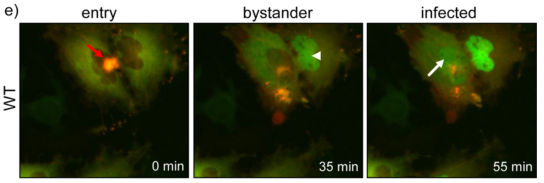 e)
entry bystander infected
WT
0 min 35 min 55 min